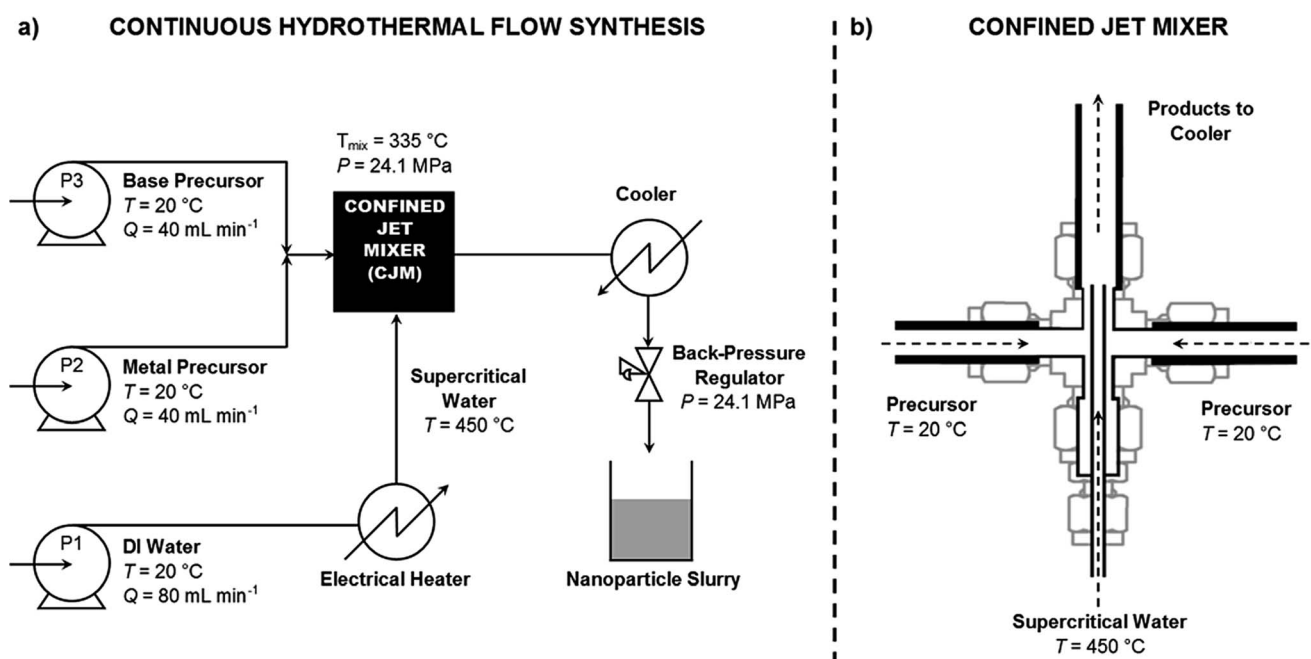 a) CONTINUOUS HYDROTHERMAL FLOW SYNTHESIS
T_mix = 335 °C
P = 24.1 MPa
P3
Base Precursor
T = 20 °C
Q = 40 mL min⁻¹
CONFINED
JET
MIXER
(CJM)
Cooler
P2
Metal Precursor
T = 20 °C
Q = 40 mL min⁻¹
Supercritical
Water
T = 450 °C
Back-Pressure
Regulator
P = 24.1 MPa
P1
DI Water
T = 20 °C
Q = 80 mL min⁻¹
Electrical Heater
Nanoparticle Slurry
b) CONFINED JET MIXER
Products to
Cooler
Precursor
T = 20 °C
Precursor
T = 20 °C
Supercritical Water
T = 450 °C